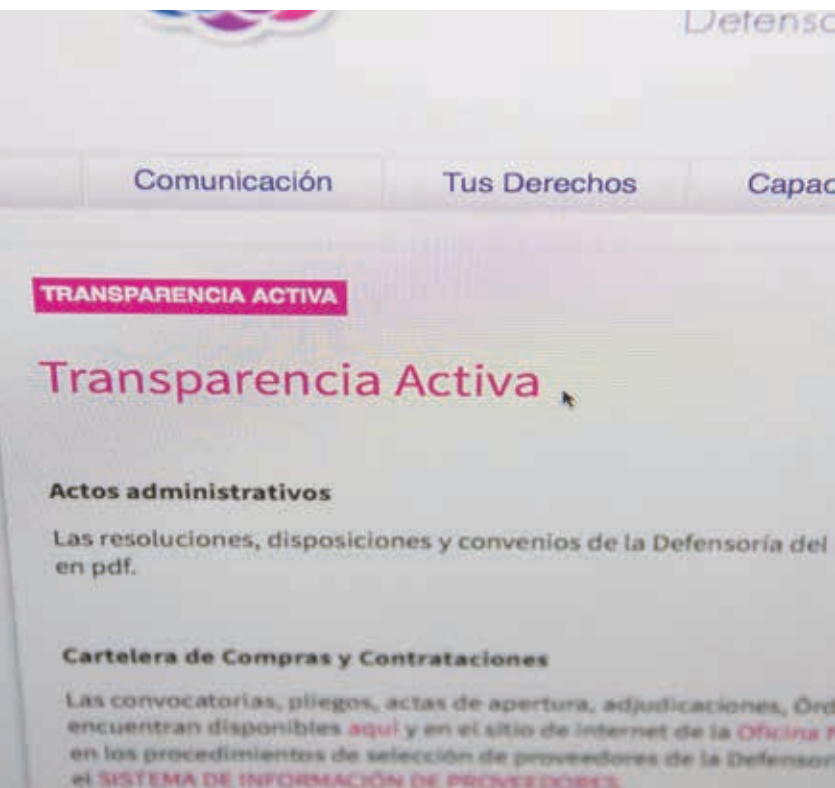 Defenso
Comunicación Tus Derechos Capac
TRANSPARENCIA ACTIVA
Transparencia Activa
Actos administrativos
Las resoluciones, disposiciones y convenios de la Defensoría del
en pdf.
Cartelera de Compras y Contrataciones
Las convocatorias, pliegos, actas de apertura, adjudicaciones, Órd
encuentran disponibles aquí y en el sitio de internet de la Oficina
en los procedimientos de selección de proveedores de la Defensor
el SISTEMA DE INFORMACIÓN DE PROVEEDORES